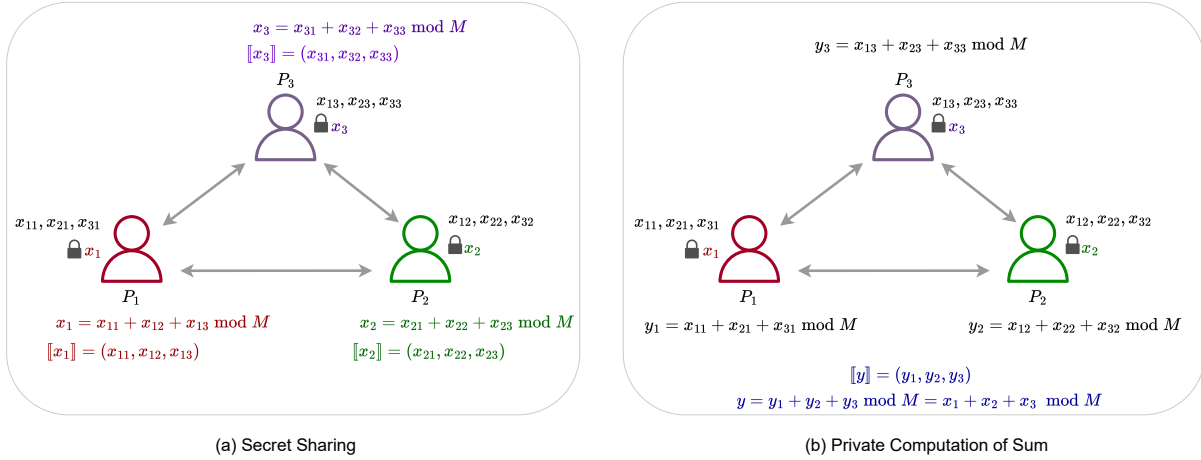 x₃ = x₃₁ + x₃₂ + x₃₃ mod M
⟦x₃⟧ = (x₃₁, x₃₂, x₃₃)
P₃
x₁₃, x₂₃, x₃₃
x₃
x₁₁, x₂₁, x₃₁
x₁
x₁₂, x₂₂, x₃₂
x₂
P₁
P₂
x₁ = x₁₁ + x₁₂ + x₁₃ mod M
⟦x₁⟧ = (x₁₁, x₁₂, x₁₃)
x₂ = x₂₁ + x₂₂ + x₂₃ mod M
⟦x₂⟧ = (x₂₁, x₂₂, x₂₃)
(a) Secret Sharing
y₃ = x₁₃ + x₂₃ + x₃₃ mod M
P₃
x₁₃, x₂₃, x₃₃
x₃
x₁₁, x₂₁, x₃₁
x₁
x₁₂, x₂₂, x₃₂
x₂
P₁
P₂
y₁ = x₁₁ + x₂₁ + x₃₁ mod M
y₂ = x₁₂ + x₂₂ + x₃₂ mod M
⟦y⟧ = (y₁, y₂, y₃)
y = y₁ + y₂ + y₃ mod M = x₁ + x₂ + x₃ mod M
(b) Private Computation of Sum